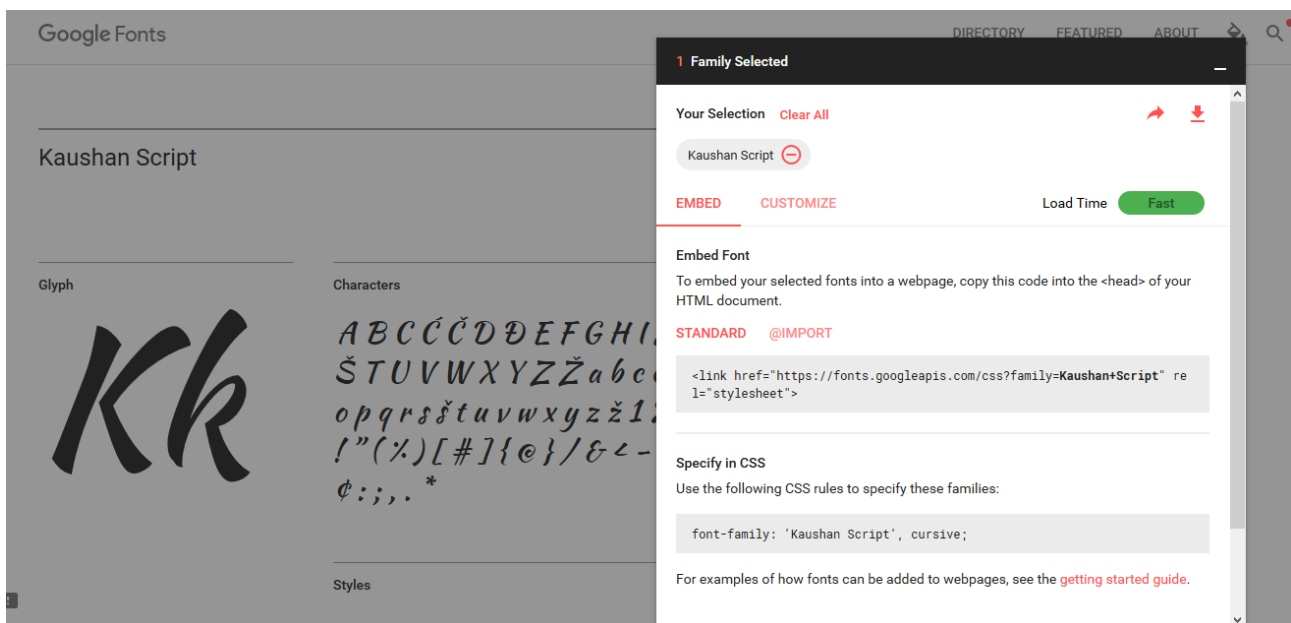 Google Fonts
DIRECTORY FEATURED ABOUT
1 Family Selected
Your Selection Clear All
Kaushan Script
Kaushan Script
EMBED CUSTOMIZE Load Time Fast
Embed Font
To embed your selected fonts into a webpage, copy this code into the <head> of your
HTML document.
STANDARD @IMPORT
<link href="https://fonts.googleapis.com/css?family=Kaushan+Script" re
l="stylesheet">
Specify in CSS
Use the following CSS rules to specify these families:
font-family: 'Kaushan Script', cursive;
For examples of how fonts can be added to webpages, see the getting started guide.
Glyph
Kk
Characters
A B C Ć Č D Đ E F G H I
Š T U V W X Y Z Ž a b c
o p q r s š t u v w x y z ž 1
! " ( % ) [ # ] { @ } / & < -
¢ : ; , . *
Styles